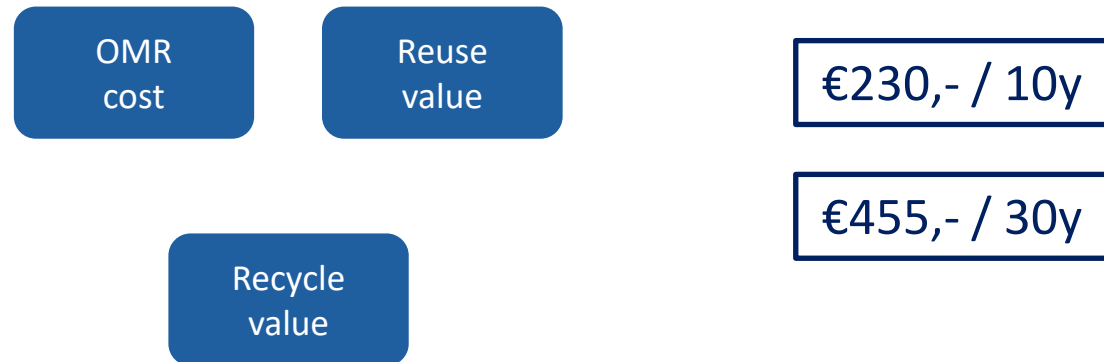 OMR
cost
Reuse
value
€230,- / 10y
€455,- / 30y
Recycle
value